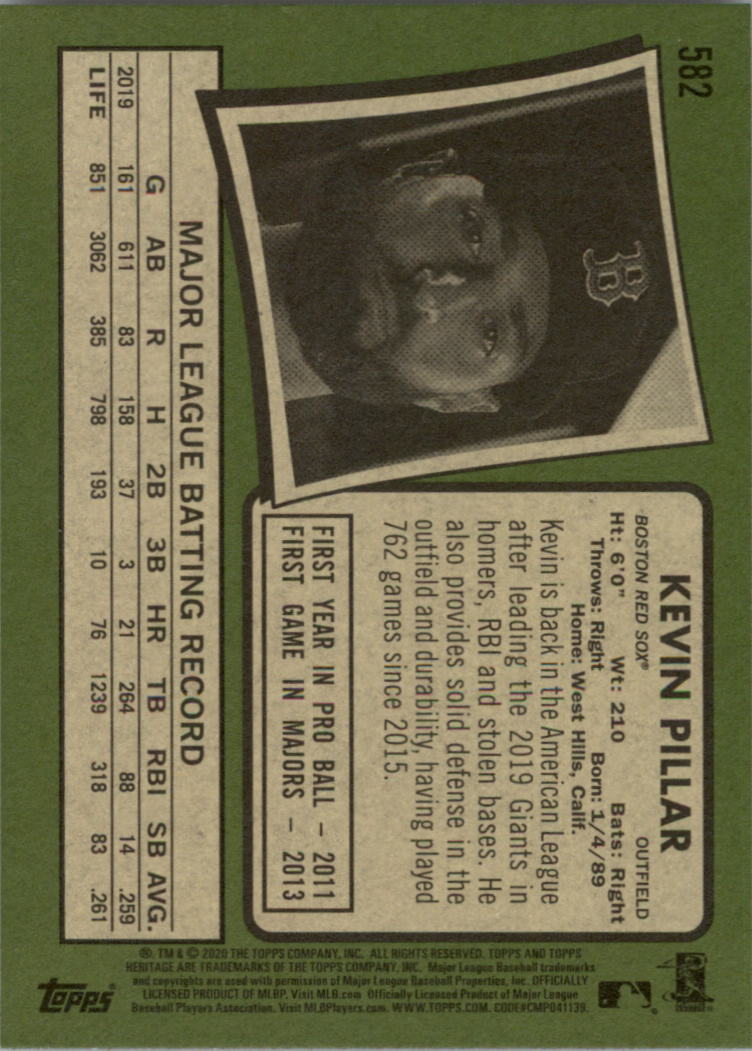 582
B
KEVIN PILLAR
BOSTON RED SOX® OUTFIELD
Ht: 6'0" Wt: 210 Bats: Right
Throws: Right Born: 1/4/89
Home: West Hills, Calif.
Kevin is back in the American League
after leading the 2019 Giants in
homers, RBI and stolen bases. He
also provides solid defense in the
outfield and durability, having played
762 games since 2015.
FIRST YEAR IN PRO BALL – 2011
FIRST GAME IN MAJORS – 2013
MAJOR LEAGUE BATTING RECORD
G AB R H 2B 3B HR TB RBI SB AVG.
2019 161 611 83 158 37 3 21 264 88 14 .259
LIFE 851 3062 385 798 193 10 76 1239 318 83 .261
®, TM & © 2020 THE TOPPS COMPANY, INC. ALL RIGHTS RESERVED. TOPPS AND TOPPS
HERITAGE ARE TRADEMARKS OF THE TOPPS COMPANY, INC. Major League Baseball trademarks
and copyrights are used with permission of Major League Baseball Properties, Inc. OFFICIALLY
LICENSED PRODUCT OF MLBP. Visit MLB.com Officially Licensed Product of Major League
Baseball Players Association. Visit MLBPlayers.com. WWW.TOPPS.COM. CODE#CMP041139.
topps®